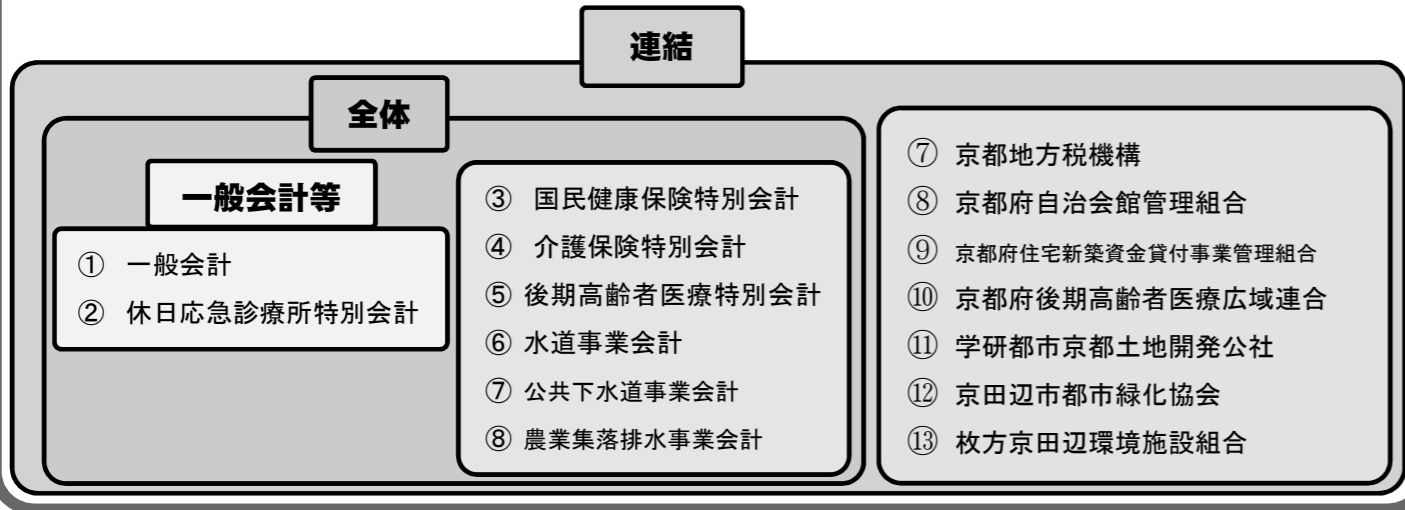 連結
全体
一般会計等
① 一般会計
② 休日応急診療所特別会計
③ 国民健康保険特別会計
④ 介護保険特別会計
⑤ 後期高齢者医療特別会計
⑥ 水道事業会計
⑦ 公共下水道事業会計
⑧ 農業集落排水事業会計
⑦ 京都地方税機構
⑧ 京都府自治会館管理組合
⑨ 京都府住宅新築資金貸付事業管理組合
⑩ 京都府後期高齢者医療広域連合
⑪ 学研都市京都土地開発公社
⑫ 京田辺市都市緑化協会
⑬ 枚方京田辺環境施設組合